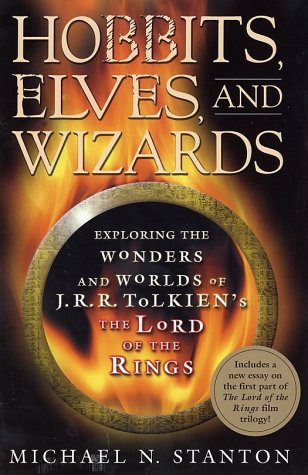 HOBBITS,
ELVES, AND
WIZARDS
EXPLORING THE
WONDERS
AND WORLDS OF
J.R.R. TOLKIEN'S
THE LORD
OF THE
RINGS
Includes a
new essay on
the first part of
The Lord of the
Rings film
trilogy!
MICHAEL N. STANTON